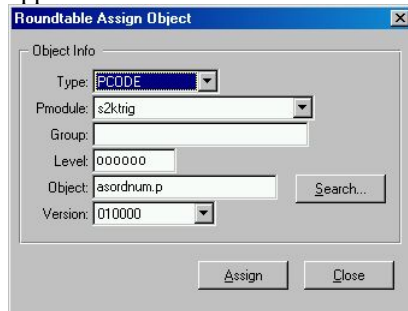 Roundtable Assign Object
Object Info
Type: PCODE
Pmodule: s2ktrig
Group:
Level: 000000
Object: asordnum.p
Search...
Version: 010000
Assign Close